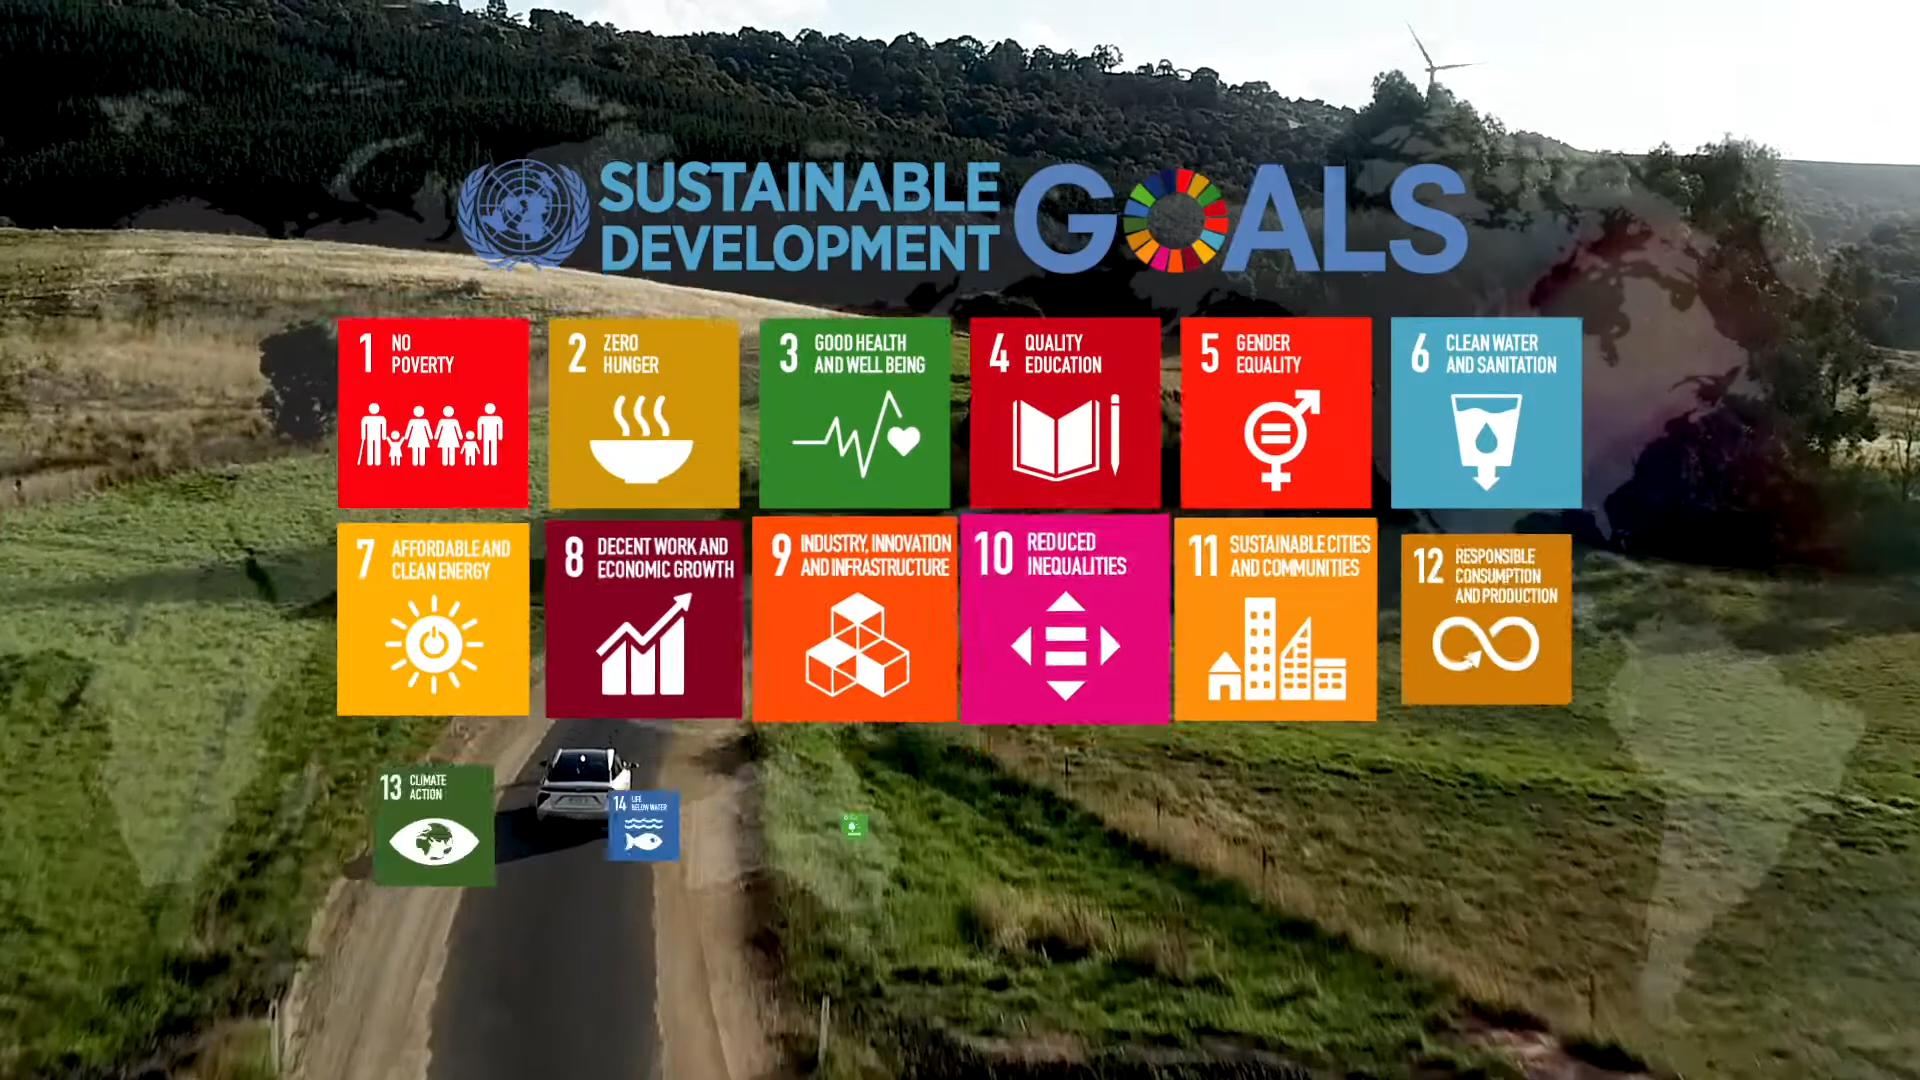 SUSTAINABLE
DEVELOPMENT
GOALS
1 NO
POVERTY
2 ZERO
HUNGER
3 GOOD HEALTH
AND WELL BEING
4 QUALITY
EDUCATION
5 GENDER
EQUALITY
6 CLEAN WATER
AND SANITATION
7 AFFORDABLE AND
CLEAN ENERGY
8 DECENT WORK AND
ECONOMIC GROWTH
9 INDUSTRY, INNOVATION
AND INFRASTRUCTURE
10 REDUCED
INEQUALITIES
11 SUSTAINABLE CITIES
AND COMMUNITIES
12 RESPONSIBLE
CONSUMPTION
AND PRODUCTION
13 CLIMATE
ACTION
14 LIFE
BELOW WATER